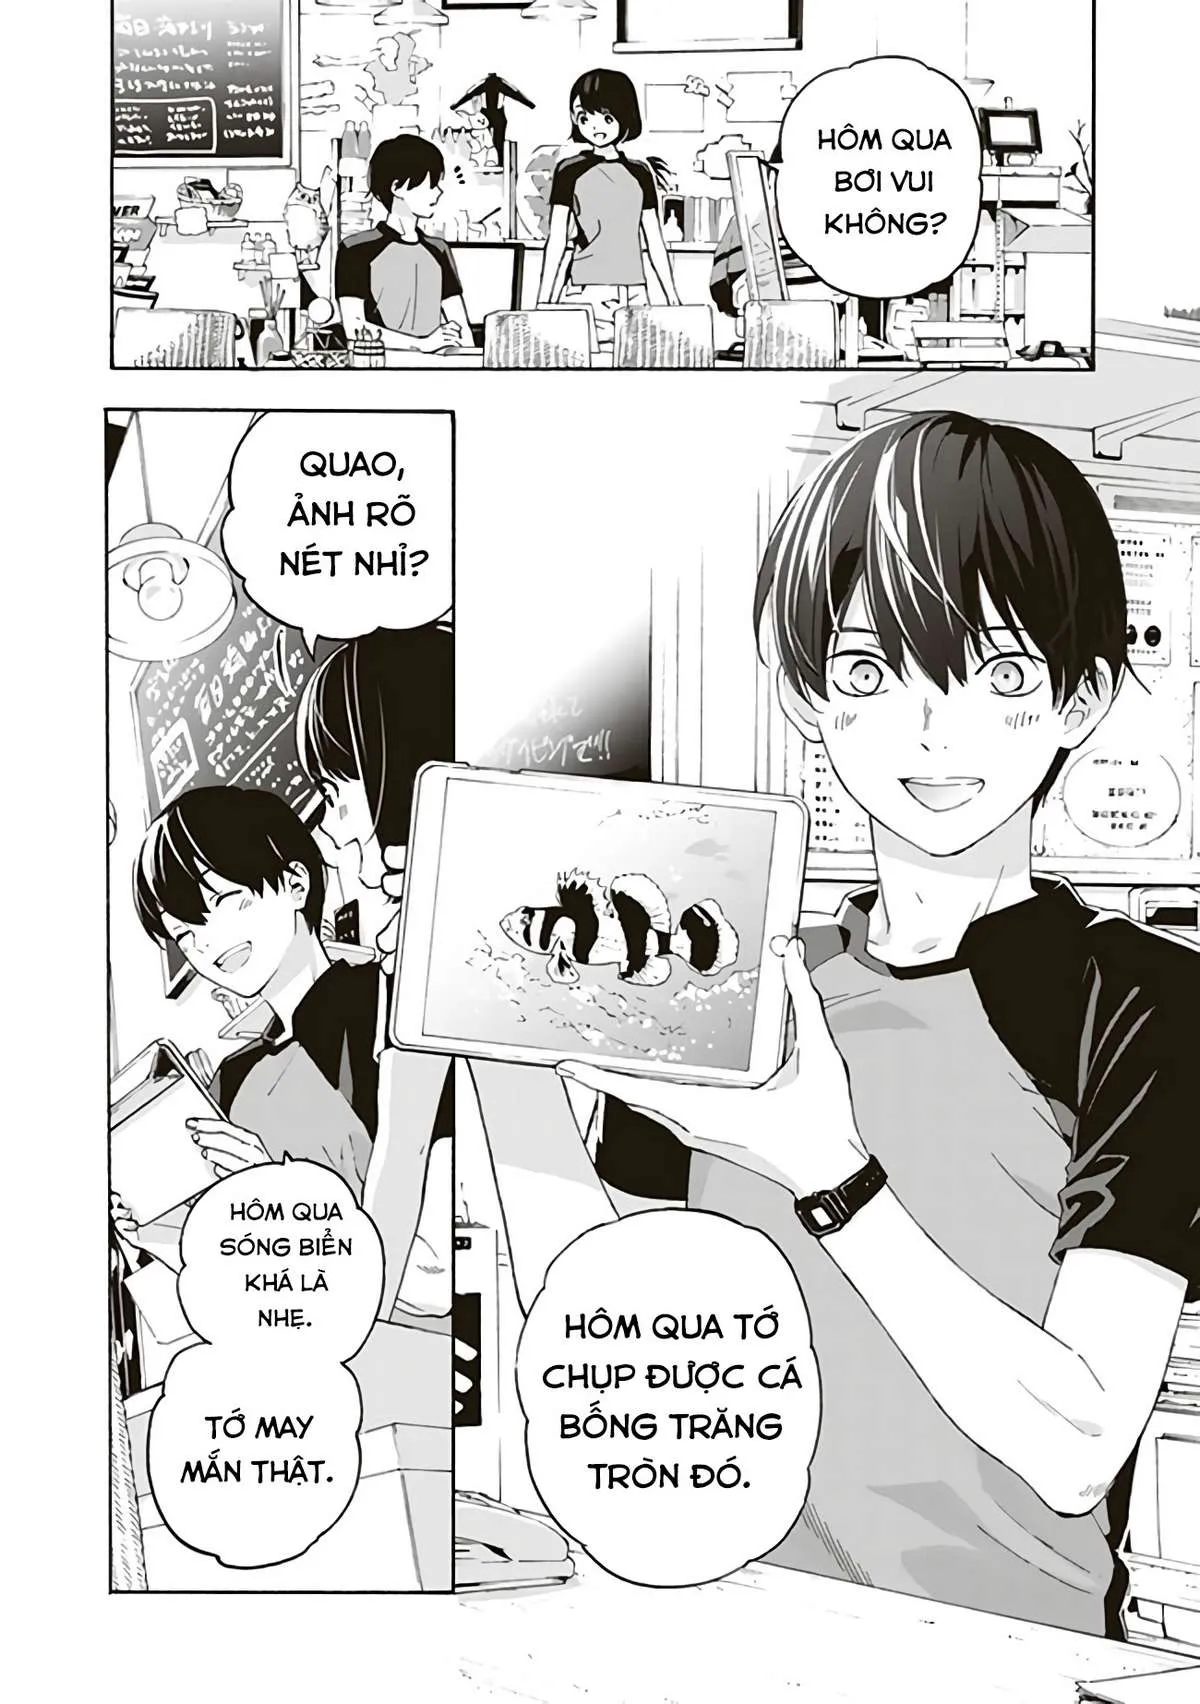 HÔM QUA
BƠI VUI
KHÔNG?
HÔM QUA TỚ
CHỤP ĐƯỢC CÁ
BỐNG TRĂNG
TRÒN ĐÓ.
QUAO,
ẢNH RÕ
NÉT NHỈ?
HÔM QUA
SÓNG BIỂN
KHÁ LÀ
NHẸ.
TỚ MAY
MẮN THẬT.